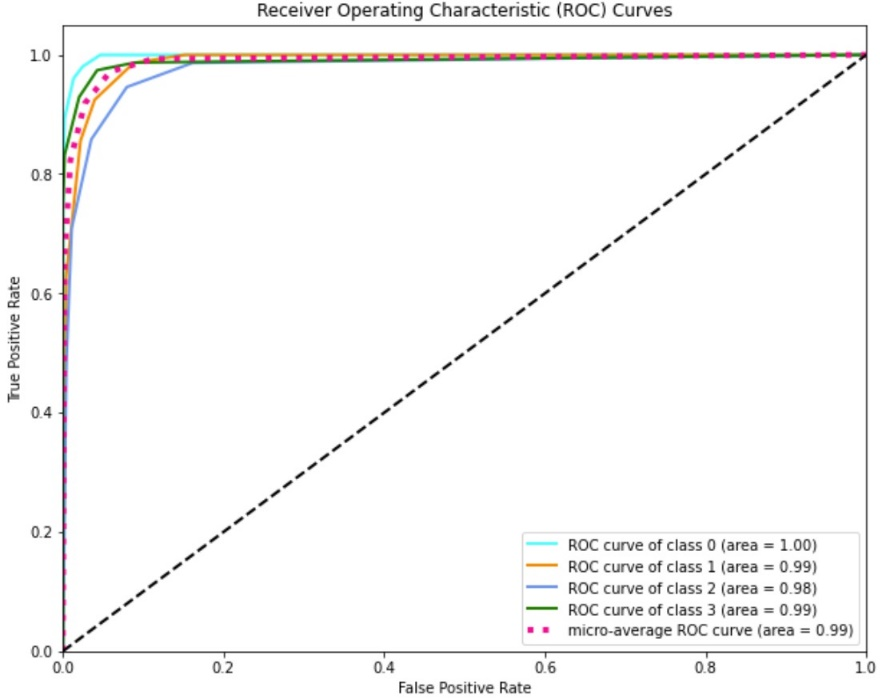 Receiver Operating Characteristic (ROC) Curves
1.0
0.8
0.6
0.4
0.2
0.0
True Positive Rate
ROC curve of class 0 (area = 1.00)
ROC curve of class 1 (area = 0.99)
ROC curve of class 2 (area = 0.98)
ROC curve of class 3 (area = 0.99)
micro-average ROC curve (area = 0.99)
0.0 0.2 0.4 0.6 0.8 1.0
False Positive Rate